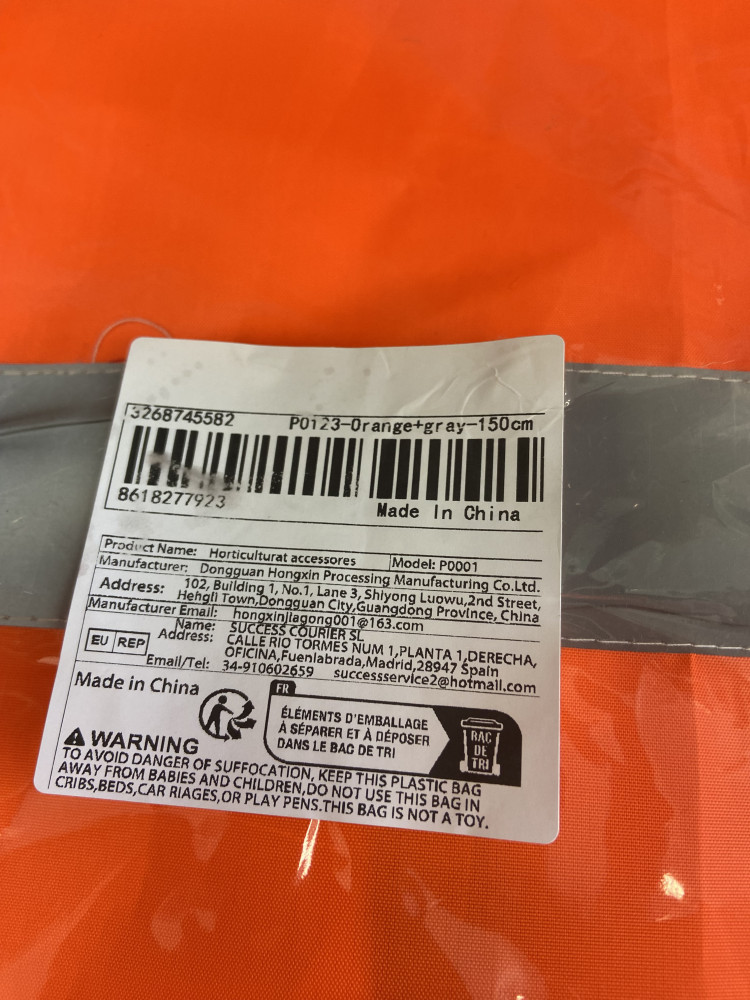 3268745582 P0123-Orange+gray-150cm
8618277923 Made In China
Product Name: Horticulturat accessores Model: P0001
Manufacturer: Dongguan Hongxin Processing Manufacturing Co.Ltd.
Address: 102, Building 1, No.1, Lane 3, Shiyong Luowu,2nd Street,
Hehgli Town,Dongguan City,Guangdong Province, China
Manufacturer Email: hongxinjiagong001@163.com
EU REP
Name: SUCCESS COURIER SL
Address: CALLE RIO TORMES NUM 1,PLANTA 1,DERECHA,
OFICINA,Fuenlabrada,Madrid,28947 Spain
Email/Tel: 34-910602659 successservice2@hotmail.com
Made in China
FR
ÉLÉMENTS D'EMBALLAGE
À SÉPARER ET À DÉPOSER
DANS LE BAC DE TRI
BAC
DE
TRI
WARNING
TO AVOID DANGER OF SUFFOCATION, KEEP THIS PLASTIC BAG
AWAY FROM BABIES AND CHILDREN,DO NOT USE THIS BAG IN
CRIBS,BEDS,CAR RIAGES,OR PLAY PENS.THIS BAG IS NOT A TOY.